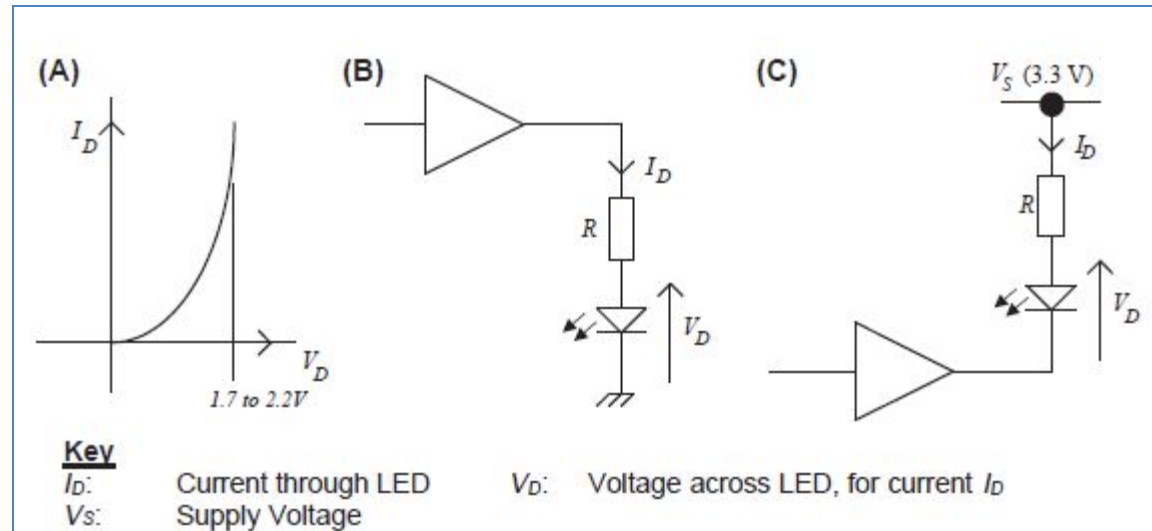 (A)
I_D
V_D
1.7 to 2.2V
(B)
I_D
R
V_D
(C)
V_S (3.3 V)
I_D
R
V_D
Key
I_D: Current through LED V_D: Voltage across LED, for current I_D
V_S: Supply Voltage